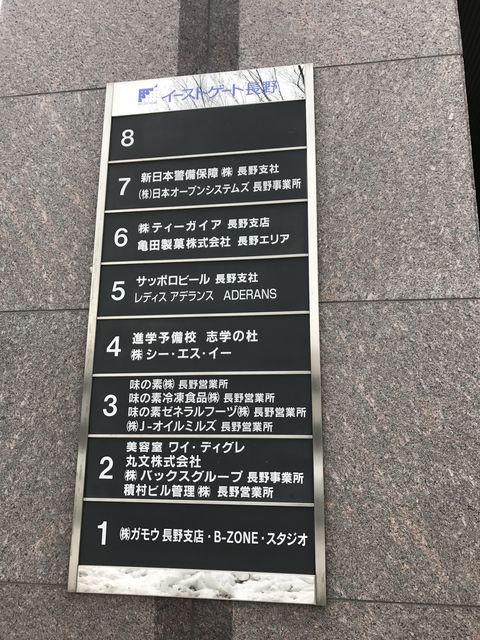 イーストゲート長野
8
7 新日本警備保障㈱ 長野支社
(株)日本オープンシステムズ 長野事業所
6 ㈱ティーガイア 長野支店
亀田製菓株式会社 長野エリア
5 サッポロビール 長野支社
レディス アデランス ADERANS
4 進学予備校 志学の杜
㈱シー・エス・イー
3 味の素㈱ 長野営業所
味の素冷凍食品㈱ 長野営業所
味の素ゼネラルフーヅ㈱ 長野営業所
㈱J-オイルミルズ 長野営業所
2 美容室 ワイ・ディグレ
丸文株式会社
㈱バックスグループ 長野事業所
積村ビル管理㈱ 長野営業所
1 ㈱ガモウ 長野支店・B-ZONE・スタジオ